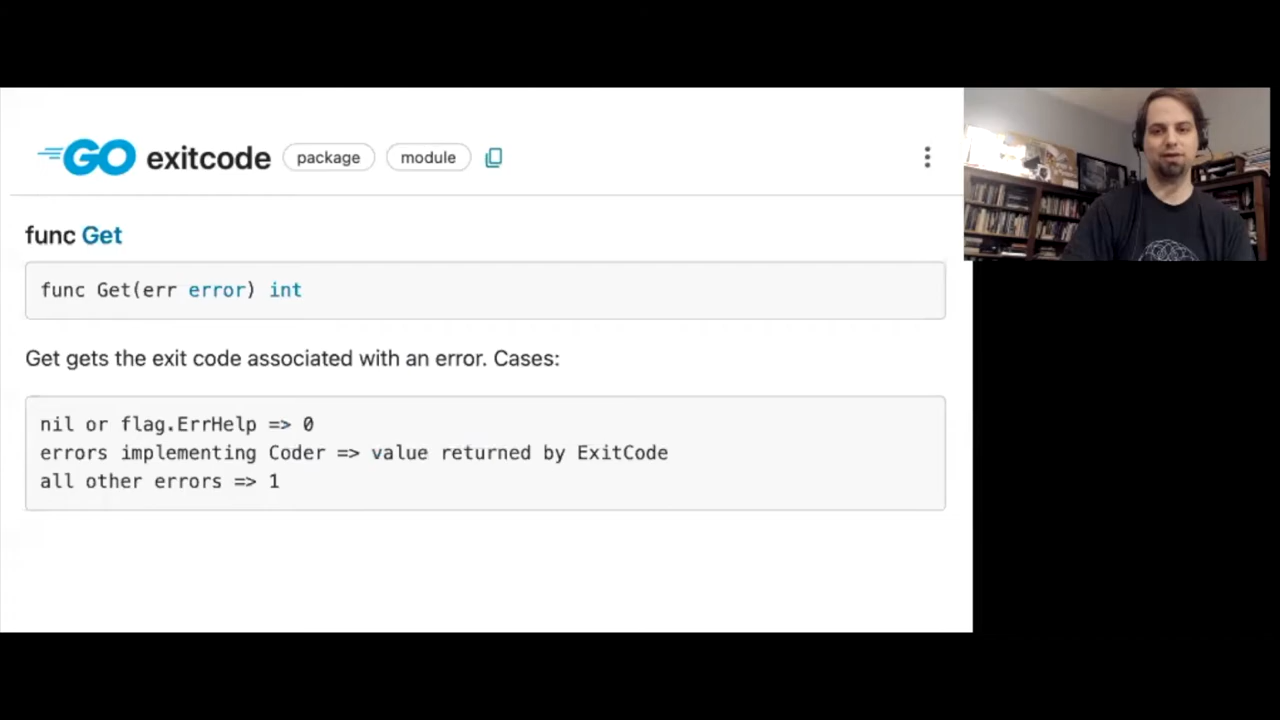 GO exitcode package module
func Get
func Get(err error) int
Get gets the exit code associated with an error. Cases:
nil or flag.ErrHelp => 0
errors implementing Coder => value returned by ExitCode
all other errors => 1